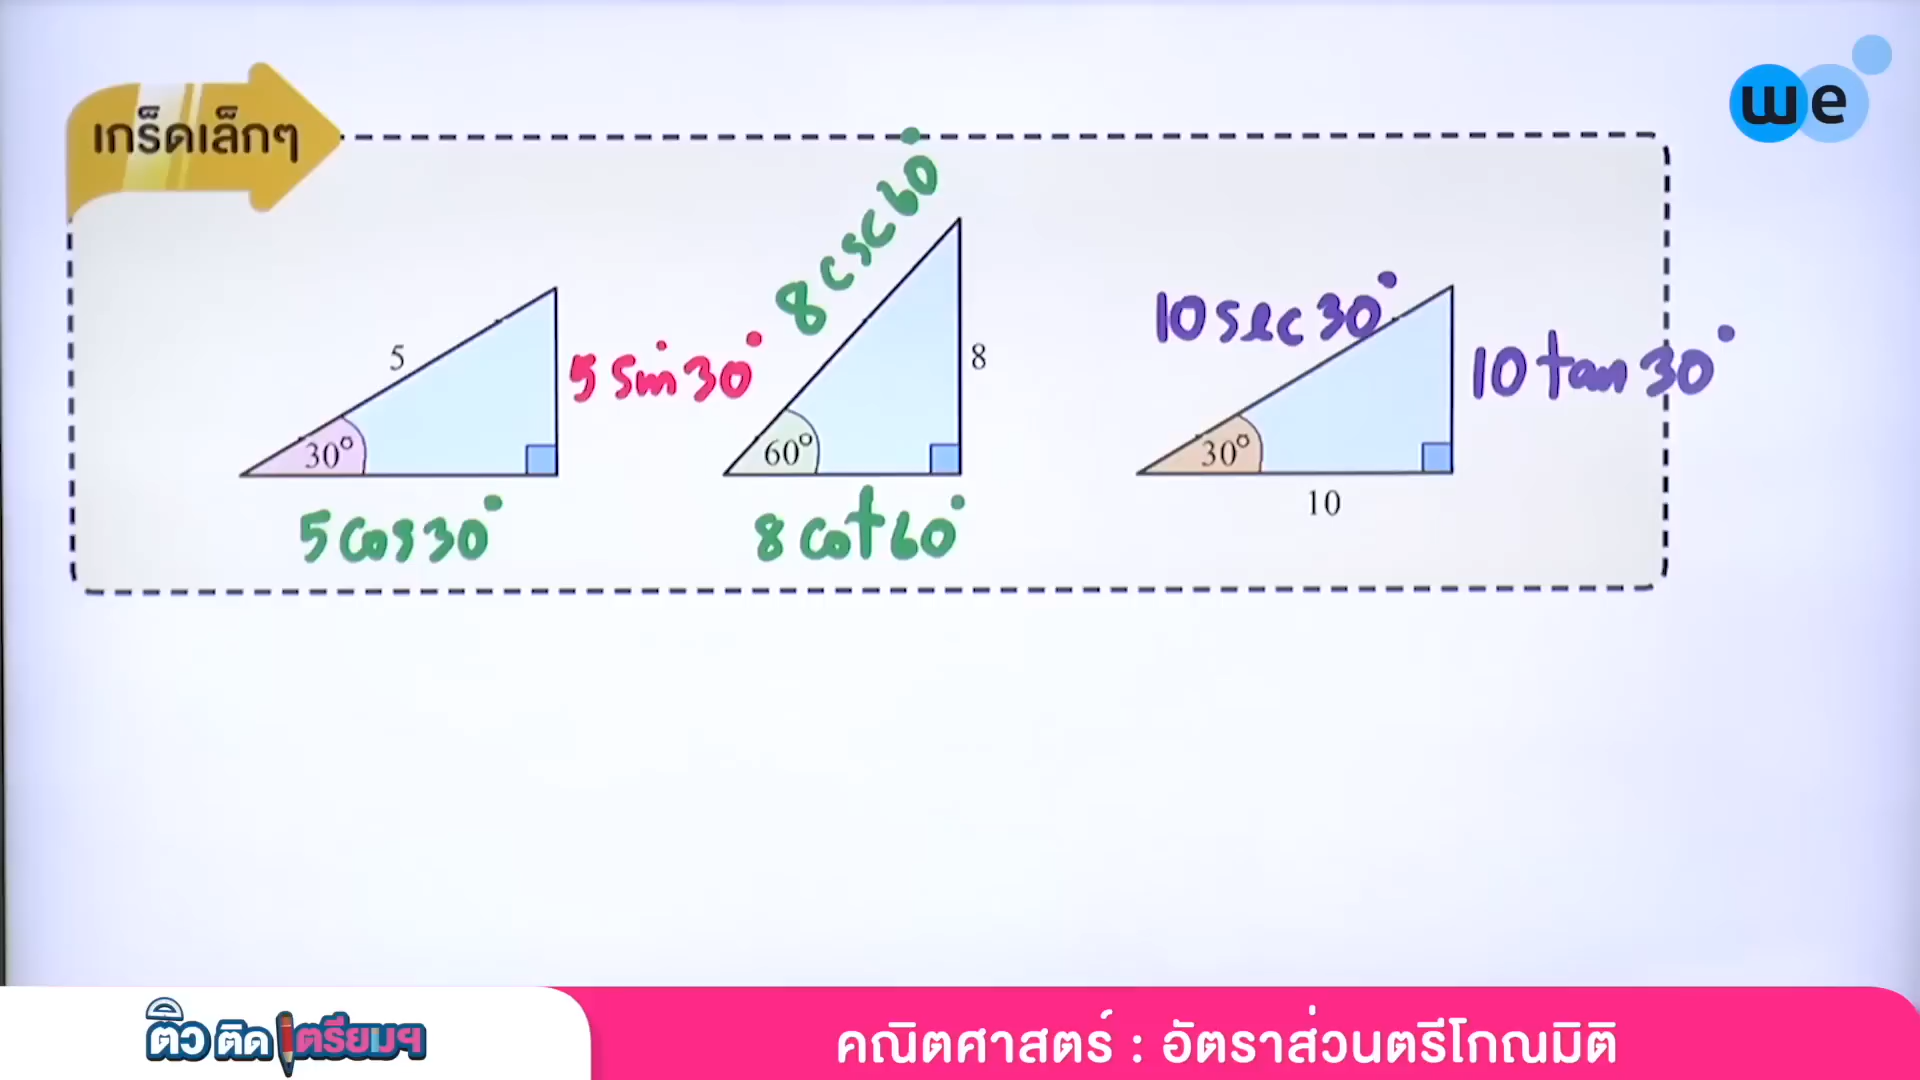 we
เกร็ดเล็กๆ
5
30°
5 sin 30°
5 cos 30°
8 csc 60°
8
60°
8 cot 60°
10 sec 30°
10 tan 30°
30°
10
ติว ติด เตรียมฯ
คณิตศาสตร์ : อัตราส่วนตรีโกณมิติ